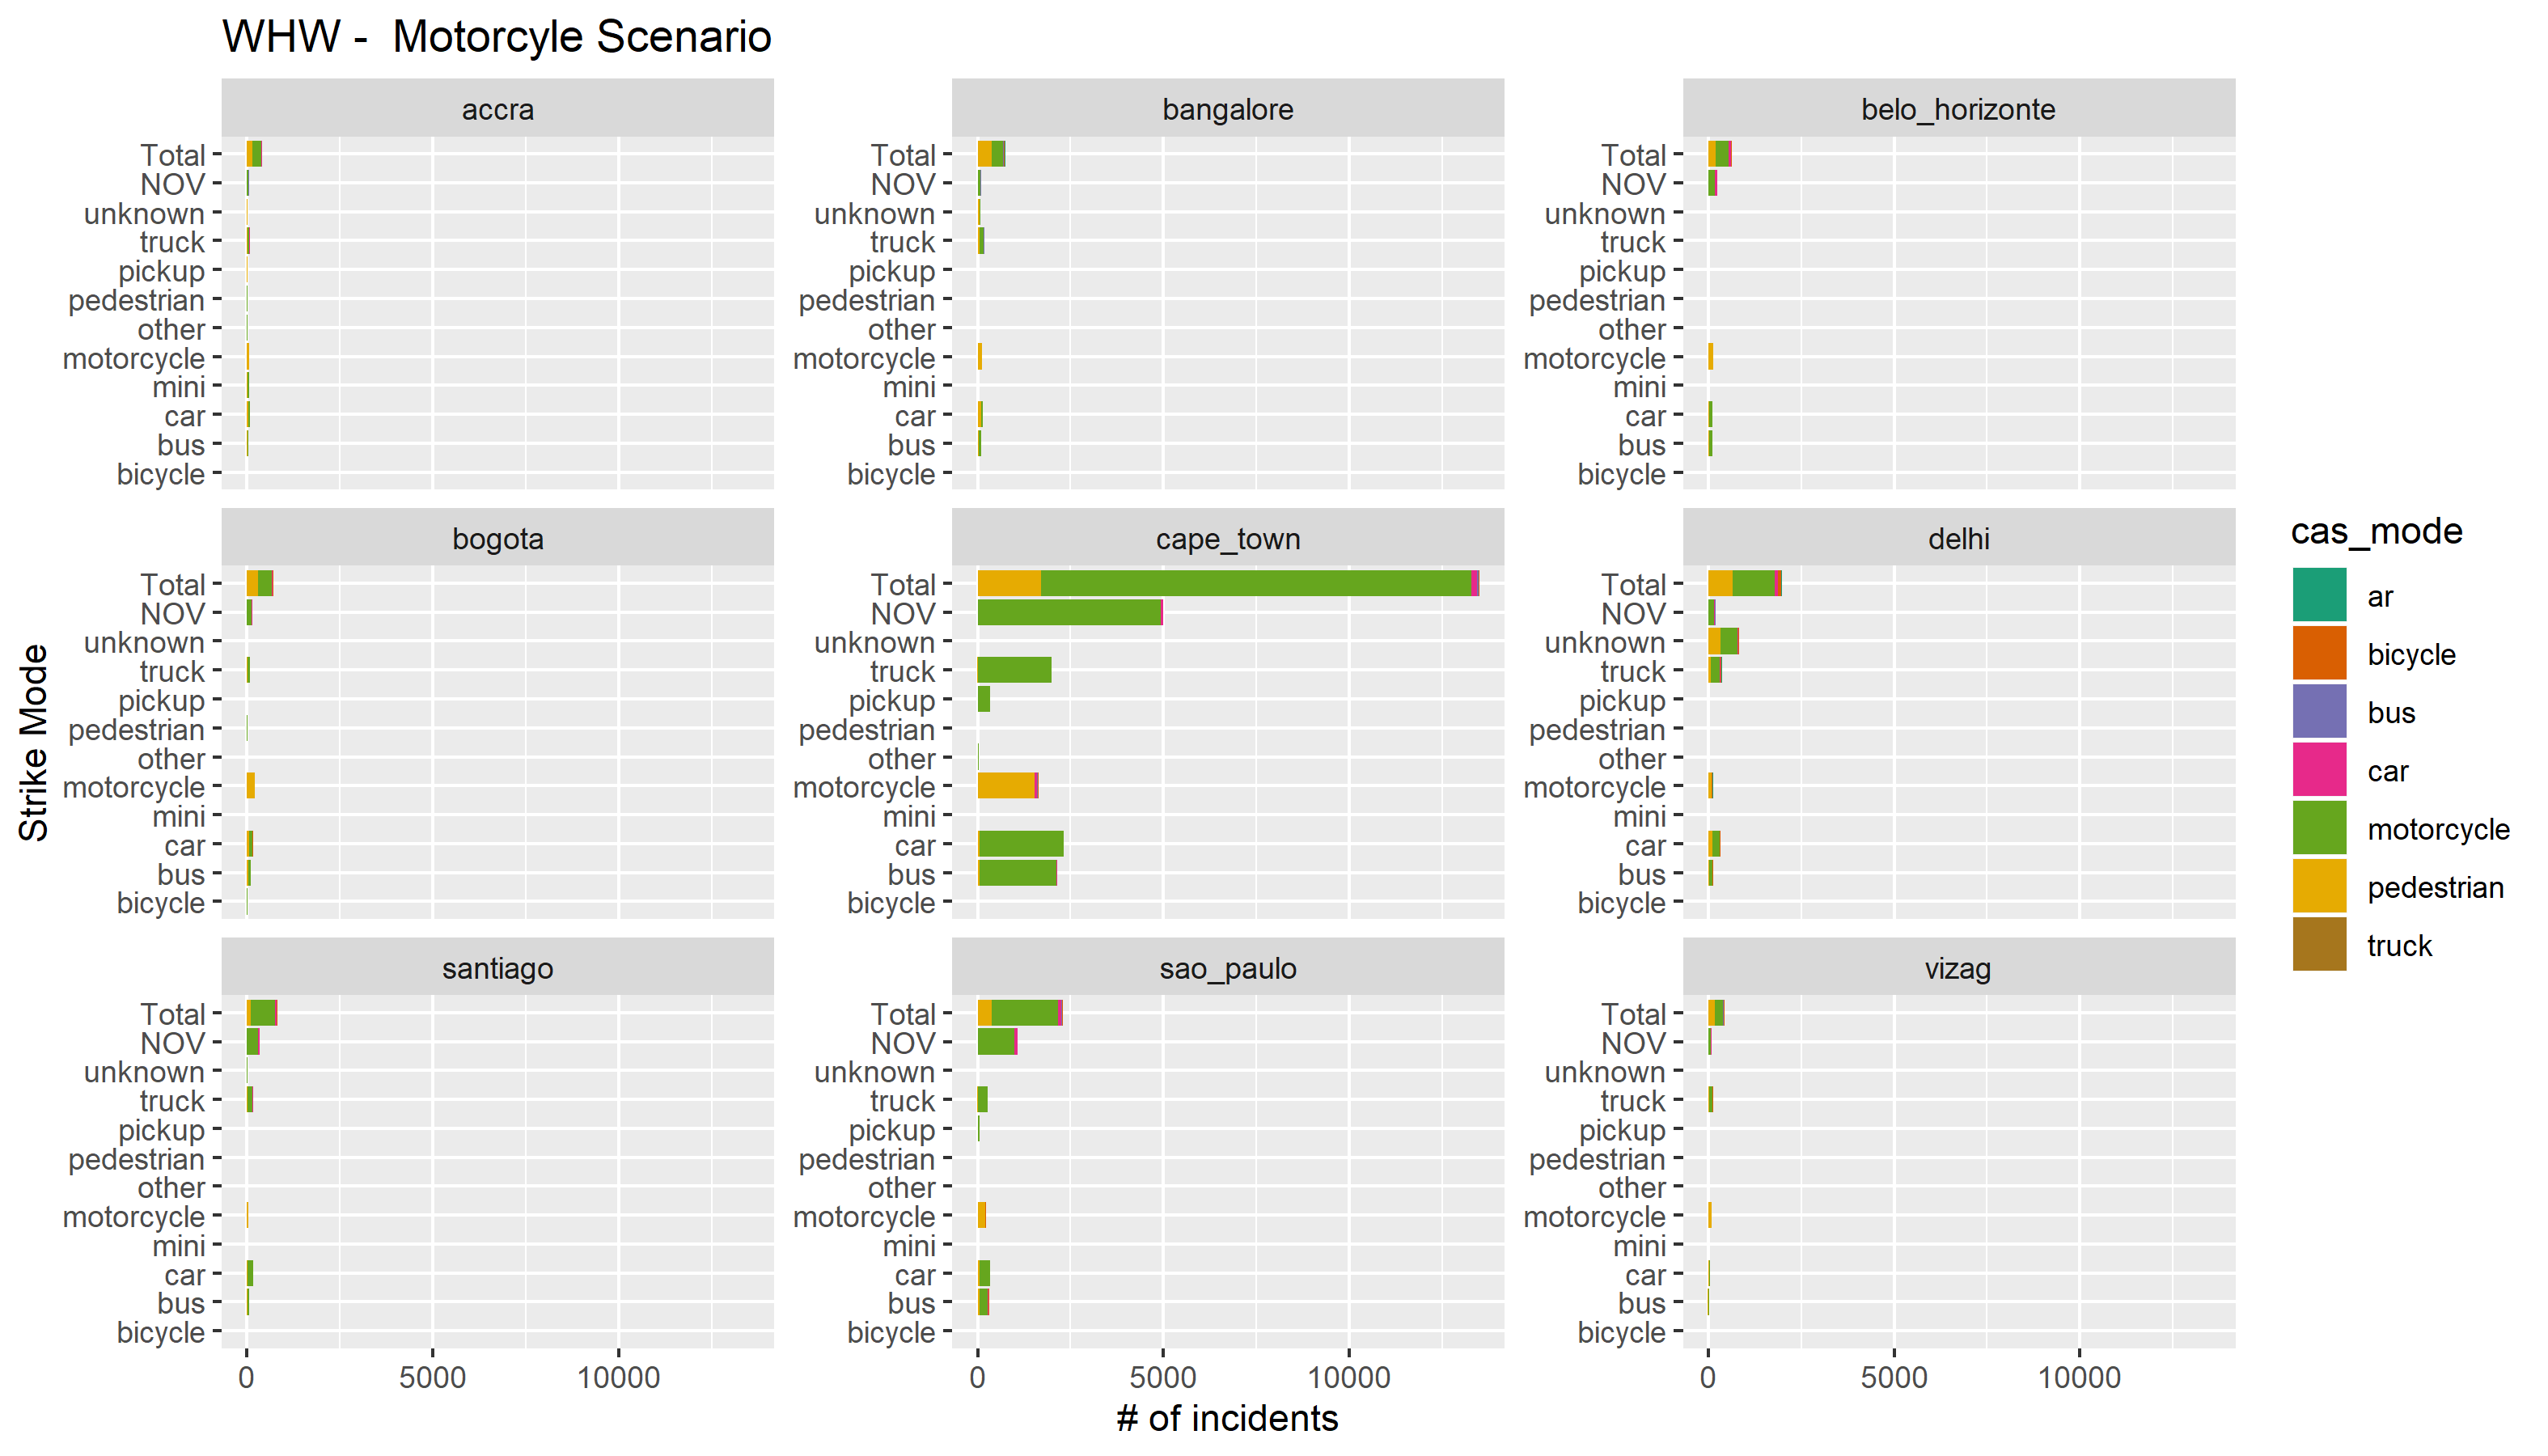 WHW -  Motorcyle Scenario
accra
bangalore
belo_horizonte
Total
NOV
unknown
truck
pickup
pedestrian
other
motorcycle
mini
car
bus
bicycle
Total
NOV
unknown
truck
pickup
pedestrian
other
motorcycle
mini
car
bus
bicycle
Total
NOV
unknown
truck
pickup
pedestrian
other
motorcycle
mini
car
bus
bicycle
bogota
cape_town
delhi
Total
NOV
unknown
truck
pickup
pedestrian
other
motorcycle
mini
car
bus
bicycle
Total
NOV
unknown
truck
pickup
pedestrian
other
motorcycle
mini
car
bus
bicycle
Total
NOV
unknown
truck
pickup
pedestrian
other
motorcycle
mini
car
bus
bicycle
santiago
sao_paulo
vizag
Total
NOV
unknown
truck
pickup
pedestrian
other
motorcycle
mini
car
bus
bicycle
Total
NOV
unknown
truck
pickup
pedestrian
other
motorcycle
mini
car
bus
bicycle
Total
NOV
unknown
truck
pickup
pedestrian
other
motorcycle
mini
car
bus
bicycle
0 5000 10000
0 5000 10000
0 5000 10000
# of incidents
Strike Mode
cas_mode
ar
bicycle
bus
car
motorcycle
pedestrian
truck